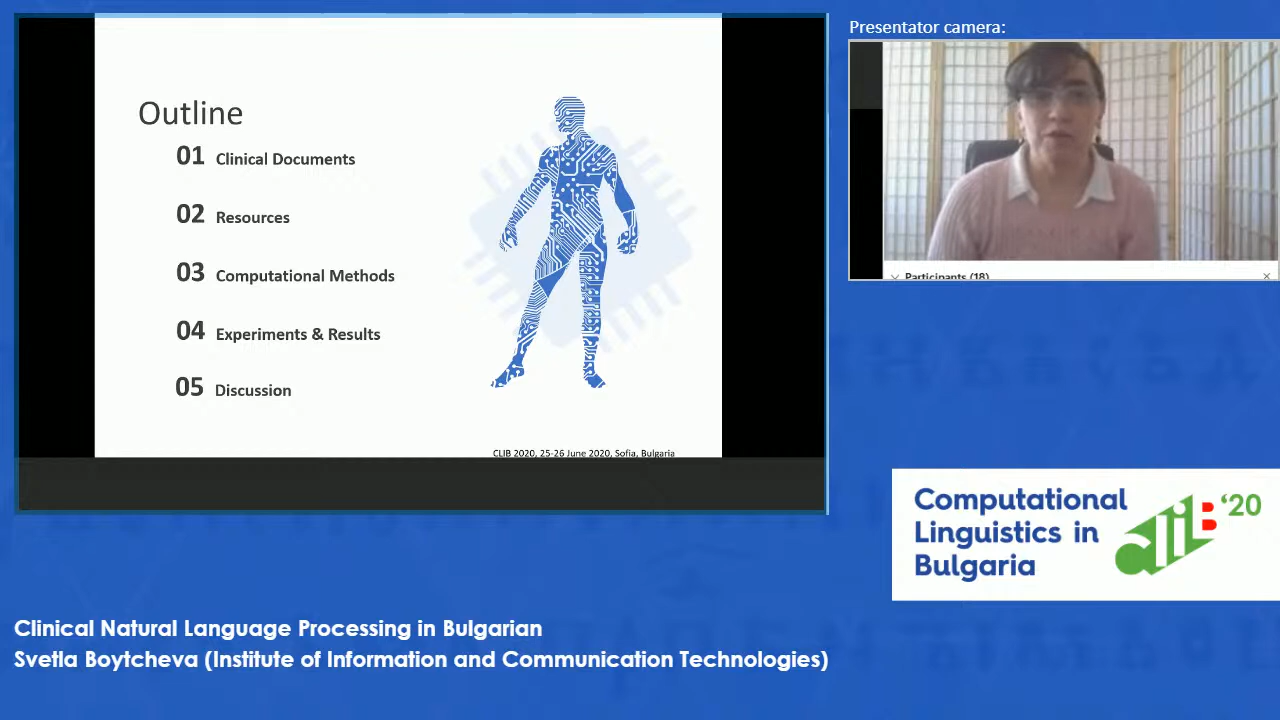 Presentator camera:
Outline
01 Clinical Documents
02 Resources
03 Computational Methods
04 Experiments & Results
05 Discussion
CLIB 2020, 25-26 June 2020, Sofia, Bulgaria
Participants (18)
Computational
Linguistics in
Bulgaria
cliB '20
Clinical Natural Language Processing in Bulgarian
Svetla Boytcheva (Institute of Information and Communication Technologies)